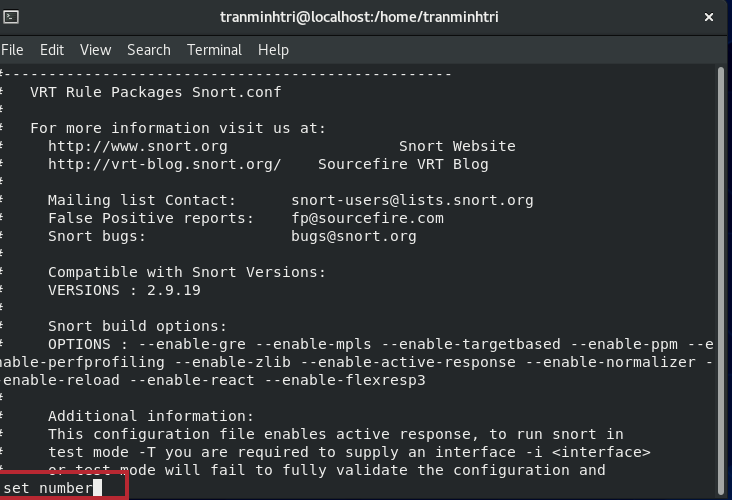 tranminhtri@localhost:/home/tranminhtri
File Edit View Search Terminal Help
#--------------------------------------------------
#   VRT Rule Packages Snort.conf
#
#   For more information visit us at:
#     http://www.snort.org                   Snort Website
#     http://vrt-blog.snort.org/    Sourcefire VRT Blog
#
#     Mailing list Contact:      snort-users@lists.snort.org
#     False Positive reports:    fp@sourcefire.com
#     Snort bugs:                bugs@snort.org
#
#     Compatible with Snort Versions:
#     VERSIONS : 2.9.19
#
#     Snort build options:
#     OPTIONS : --enable-gre --enable-mpls --enable-targetbased --enable-ppm --e
nable-perfprofiling --enable-zlib --enable-active-response --enable-normalizer -
-enable-reload --enable-react --enable-flexresp3
#
#     Additional information:
#     This configuration file enables active response, to run snort in
#     test mode -T you are required to supply an interface -i <interface>
#     or test mode will fail to fully validate the configuration and
set number